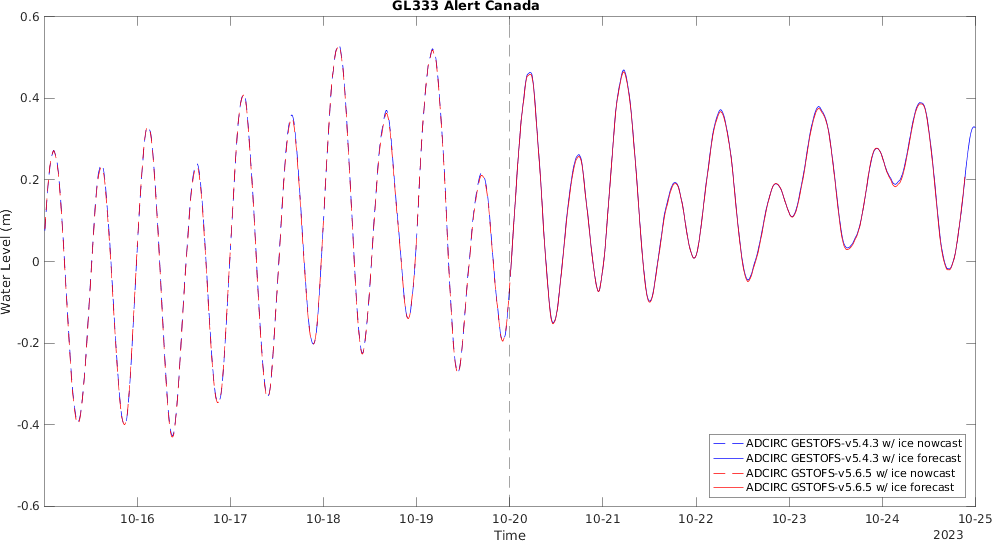 GL333 Alert Canada
0.6
0.4
0.2
0
-0.2
-0.4
-0.6
Water Level (m)
10-16
10-17
10-18
10-19
10-20
10-21
10-22
10-23
10-24
10-25
Time
2023
ADCIRC GESTOFS-v5.4.3 w/ ice nowcast
ADCIRC GESTOFS-v5.4.3 w/ ice forecast
ADCIRC GSTOFS-v5.6.5 w/ ice nowcast
ADCIRC GSTOFS-v5.6.5 w/ ice forecast